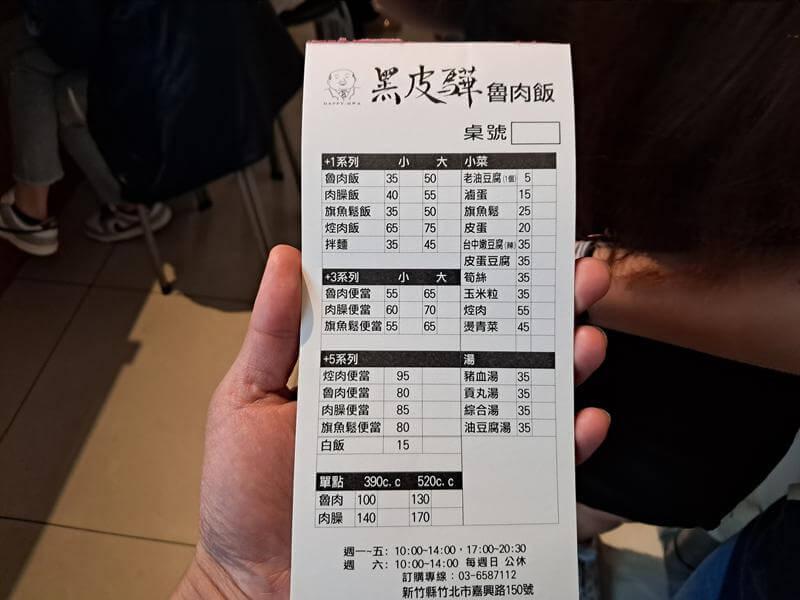 黑皮驊 魯肉飯
HAPPY-HWA
桌號
+1系列 小 大
魯肉飯 35 50
肉臊飯 40 55
旗魚鬆飯 35 50
焢肉飯 65 75
拌麵 35 45
+3系列 小 大
魯肉便當 55 65
肉臊便當 60 70
旗魚鬆便當 55 65
+5系列
焢肉便當 95
魯肉便當 80
肉臊便當 85
旗魚鬆便當 80
白飯 15
單點 390c.c 520c.c
魯肉 100 130
肉臊 140 170
小菜
老油豆腐(1個) 5
滷蛋 15
旗魚鬆 25
皮蛋 20
台中嫩豆腐(辣) 35
皮蛋豆腐 35
筍絲 35
玉米粒 35
焢肉 55
燙青菜 45
湯
豬血湯 35
貢丸湯 35
綜合湯 35
油豆腐湯 35
週一~五: 10:00~14:00,17:00~20:30
週 六: 10:00~14:00 每週日 公休
訂購專線:03-6587112
新竹縣竹北市嘉興路150號